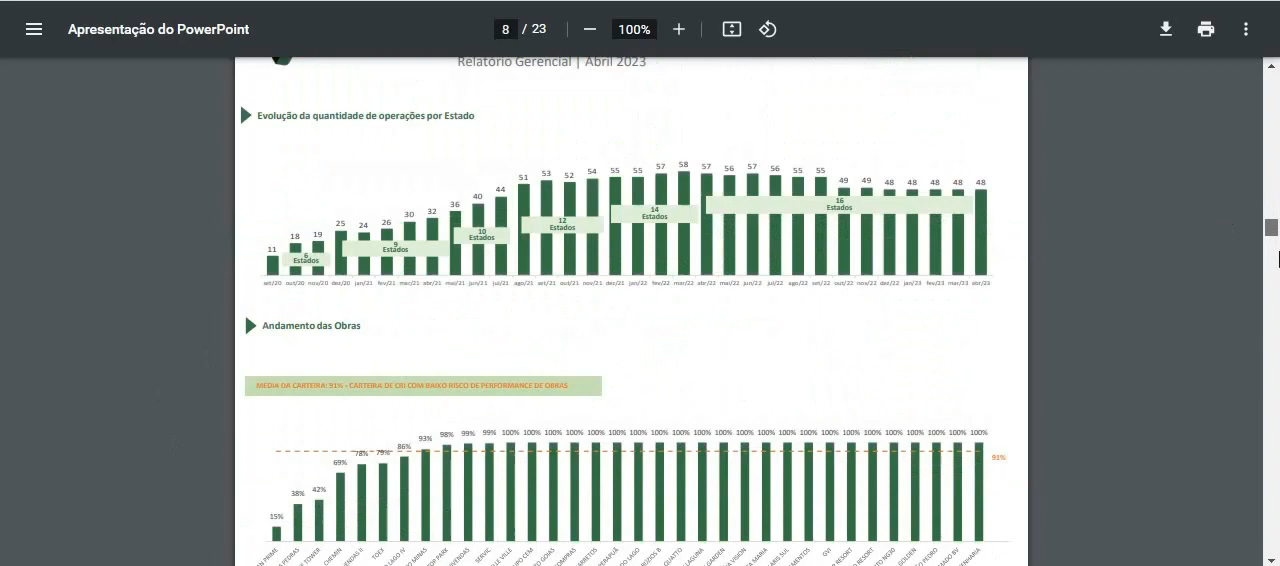 Apresentação do PowerPoint
8 / 23
100%
Relatório Gerencial | Abril 2023
Evolução da quantidade de operações por Estado
11 18 19 25 24 26 30 32 36 40 44 51 53 52 54 55 55 57 58 57 56 57 56 55 55 49 49 48 48 48 48 48
6 Estados
9 Estados
10 Estados
12 Estados
14 Estados
16 Estados
set/20 out/20 nov/20 dez/20 jan/21 fev/21 mar/21 abr/21 mai/21 jun/21 jul/21 ago/21 set/21 out/21 nov/21 dez/21 jan/22 fev/22 mar/22 abr/22 mai/22 jun/22 jul/22 ago/22 set/22 out/22 nov/22 dez/22 jan/23 fev/23 mar/23 abr/23
Andamento das Obras
MÉDIA DA CARTEIRA: 91% - CARTEIRA DE CRI COM BAIXO RISCO DE PERFORMANCE DE OBRAS
15% 38% 42% 69% 78% 79% 86% 93% 98% 99% 99% 100% 100% 100% 100% 100% 100% 100% 100% 100% 100% 100% 100% 100% 100% 100% 100% 100% 100% 100% 100% 100% 100% 100%
91%